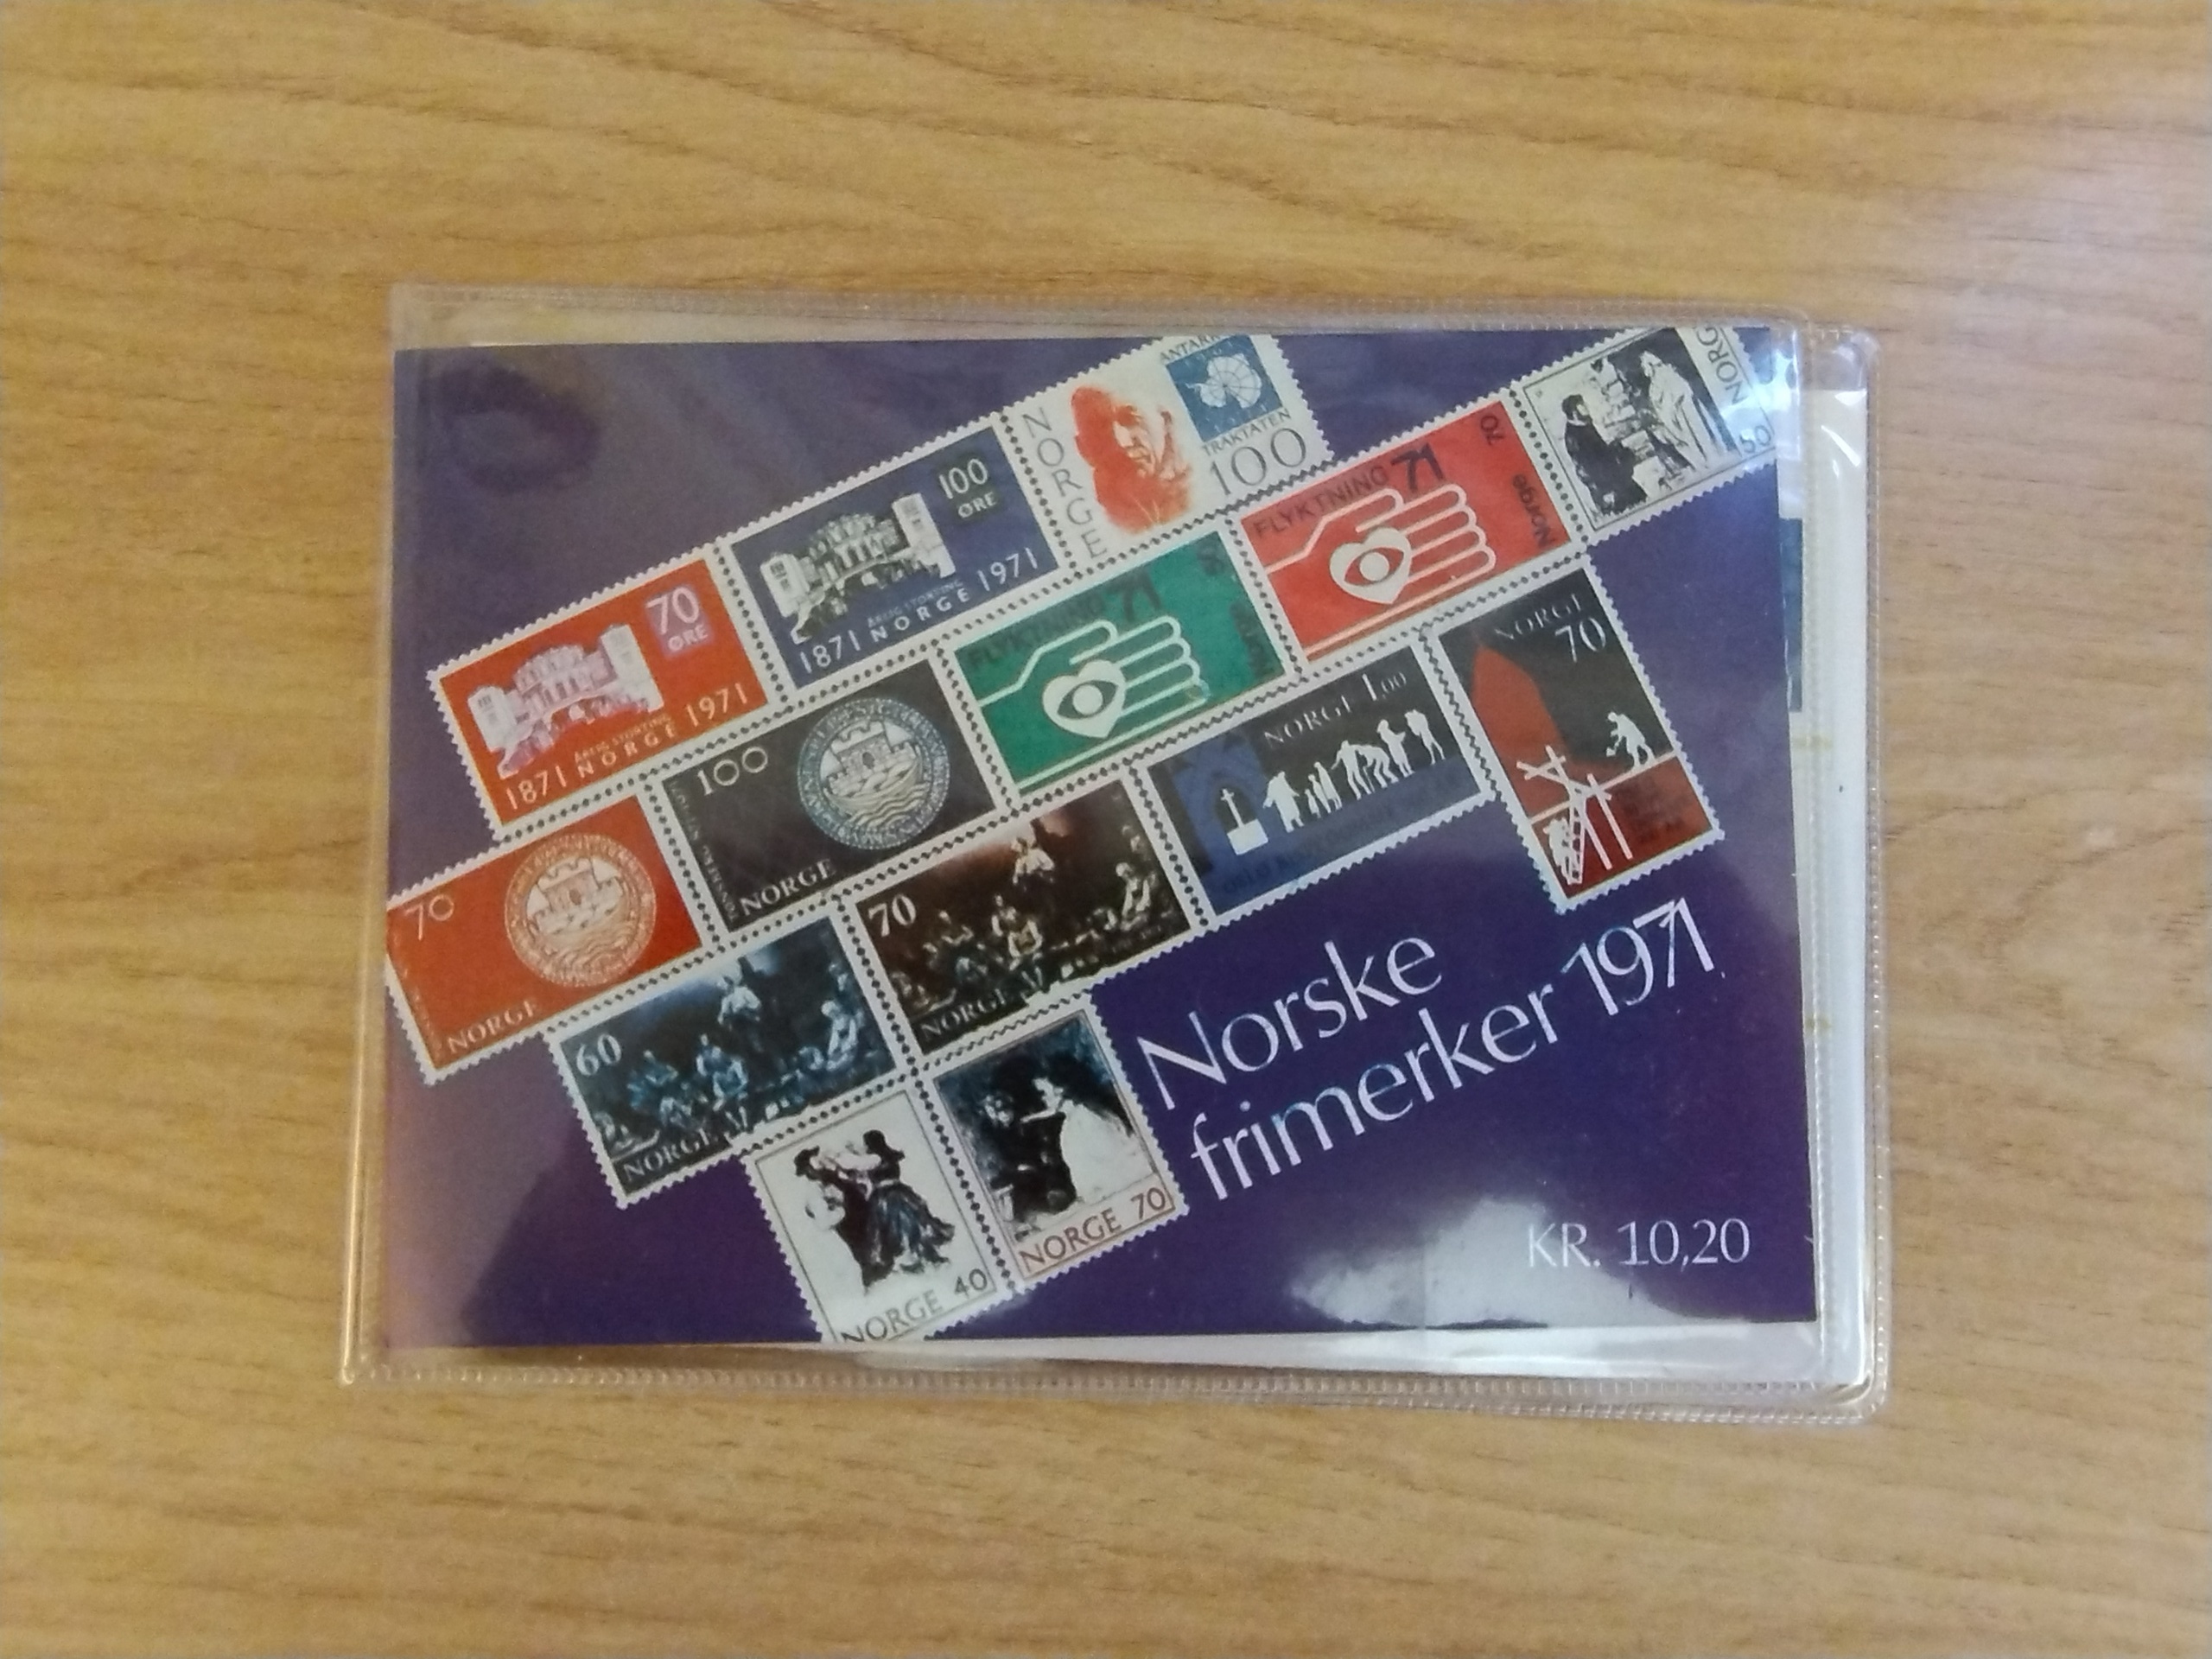 ANTARK
TRAKTATEN
NORGE
100
NORGE
50
100
ØRE
1871 NORGE 1971
FLYKTNING 71
70
Norge
70
ØRE
1871 NORGE 1971
FLYKTNING 71
NORGE
70
100
NORGE
NORGE 1.00
70
NORGE
70
NORGE
60
NORGE
NORGE 70
NORGE 40
Norske
frimerker 1971
KR. 10,20